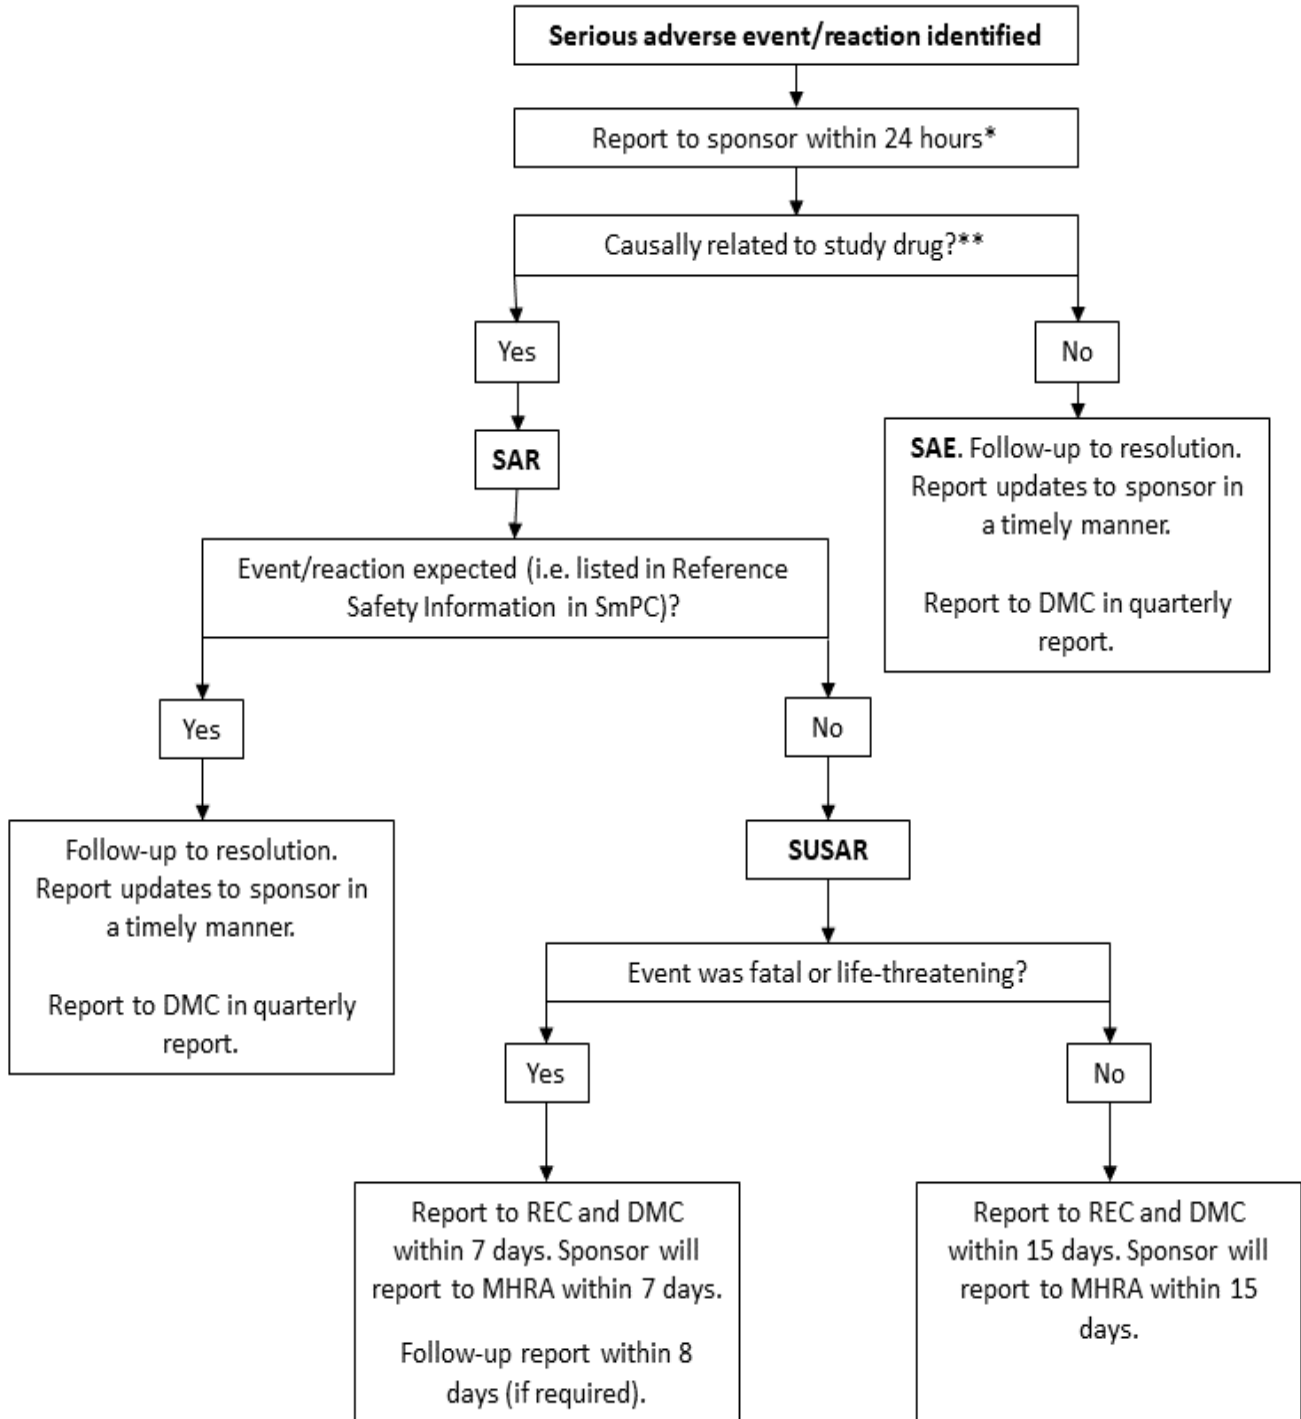 Serious adverse event/reaction identified
Report to sponsor within 24 hours*
Causally related to study drug?**
Yes
No
SAR
SAE. Follow-up to resolution.
Report updates to sponsor in
a timely manner.
Report to DMC in quarterly
report.
Event/reaction expected (i.e. listed in Reference
Safety Information in SmPC)?
Yes
No
Follow-up to resolution.
Report updates to sponsor in
a timely manner.
Report to DMC in quarterly
report.
SUSAR
Event was fatal or life-threatening?
Yes
No
Report to REC and DMC
within 7 days. Sponsor will
report to MHRA within 7 days.
Follow-up report within 8
days (if required).
Report to REC and DMC
within 15 days. Sponsor will
report to MHRA within 15
days.